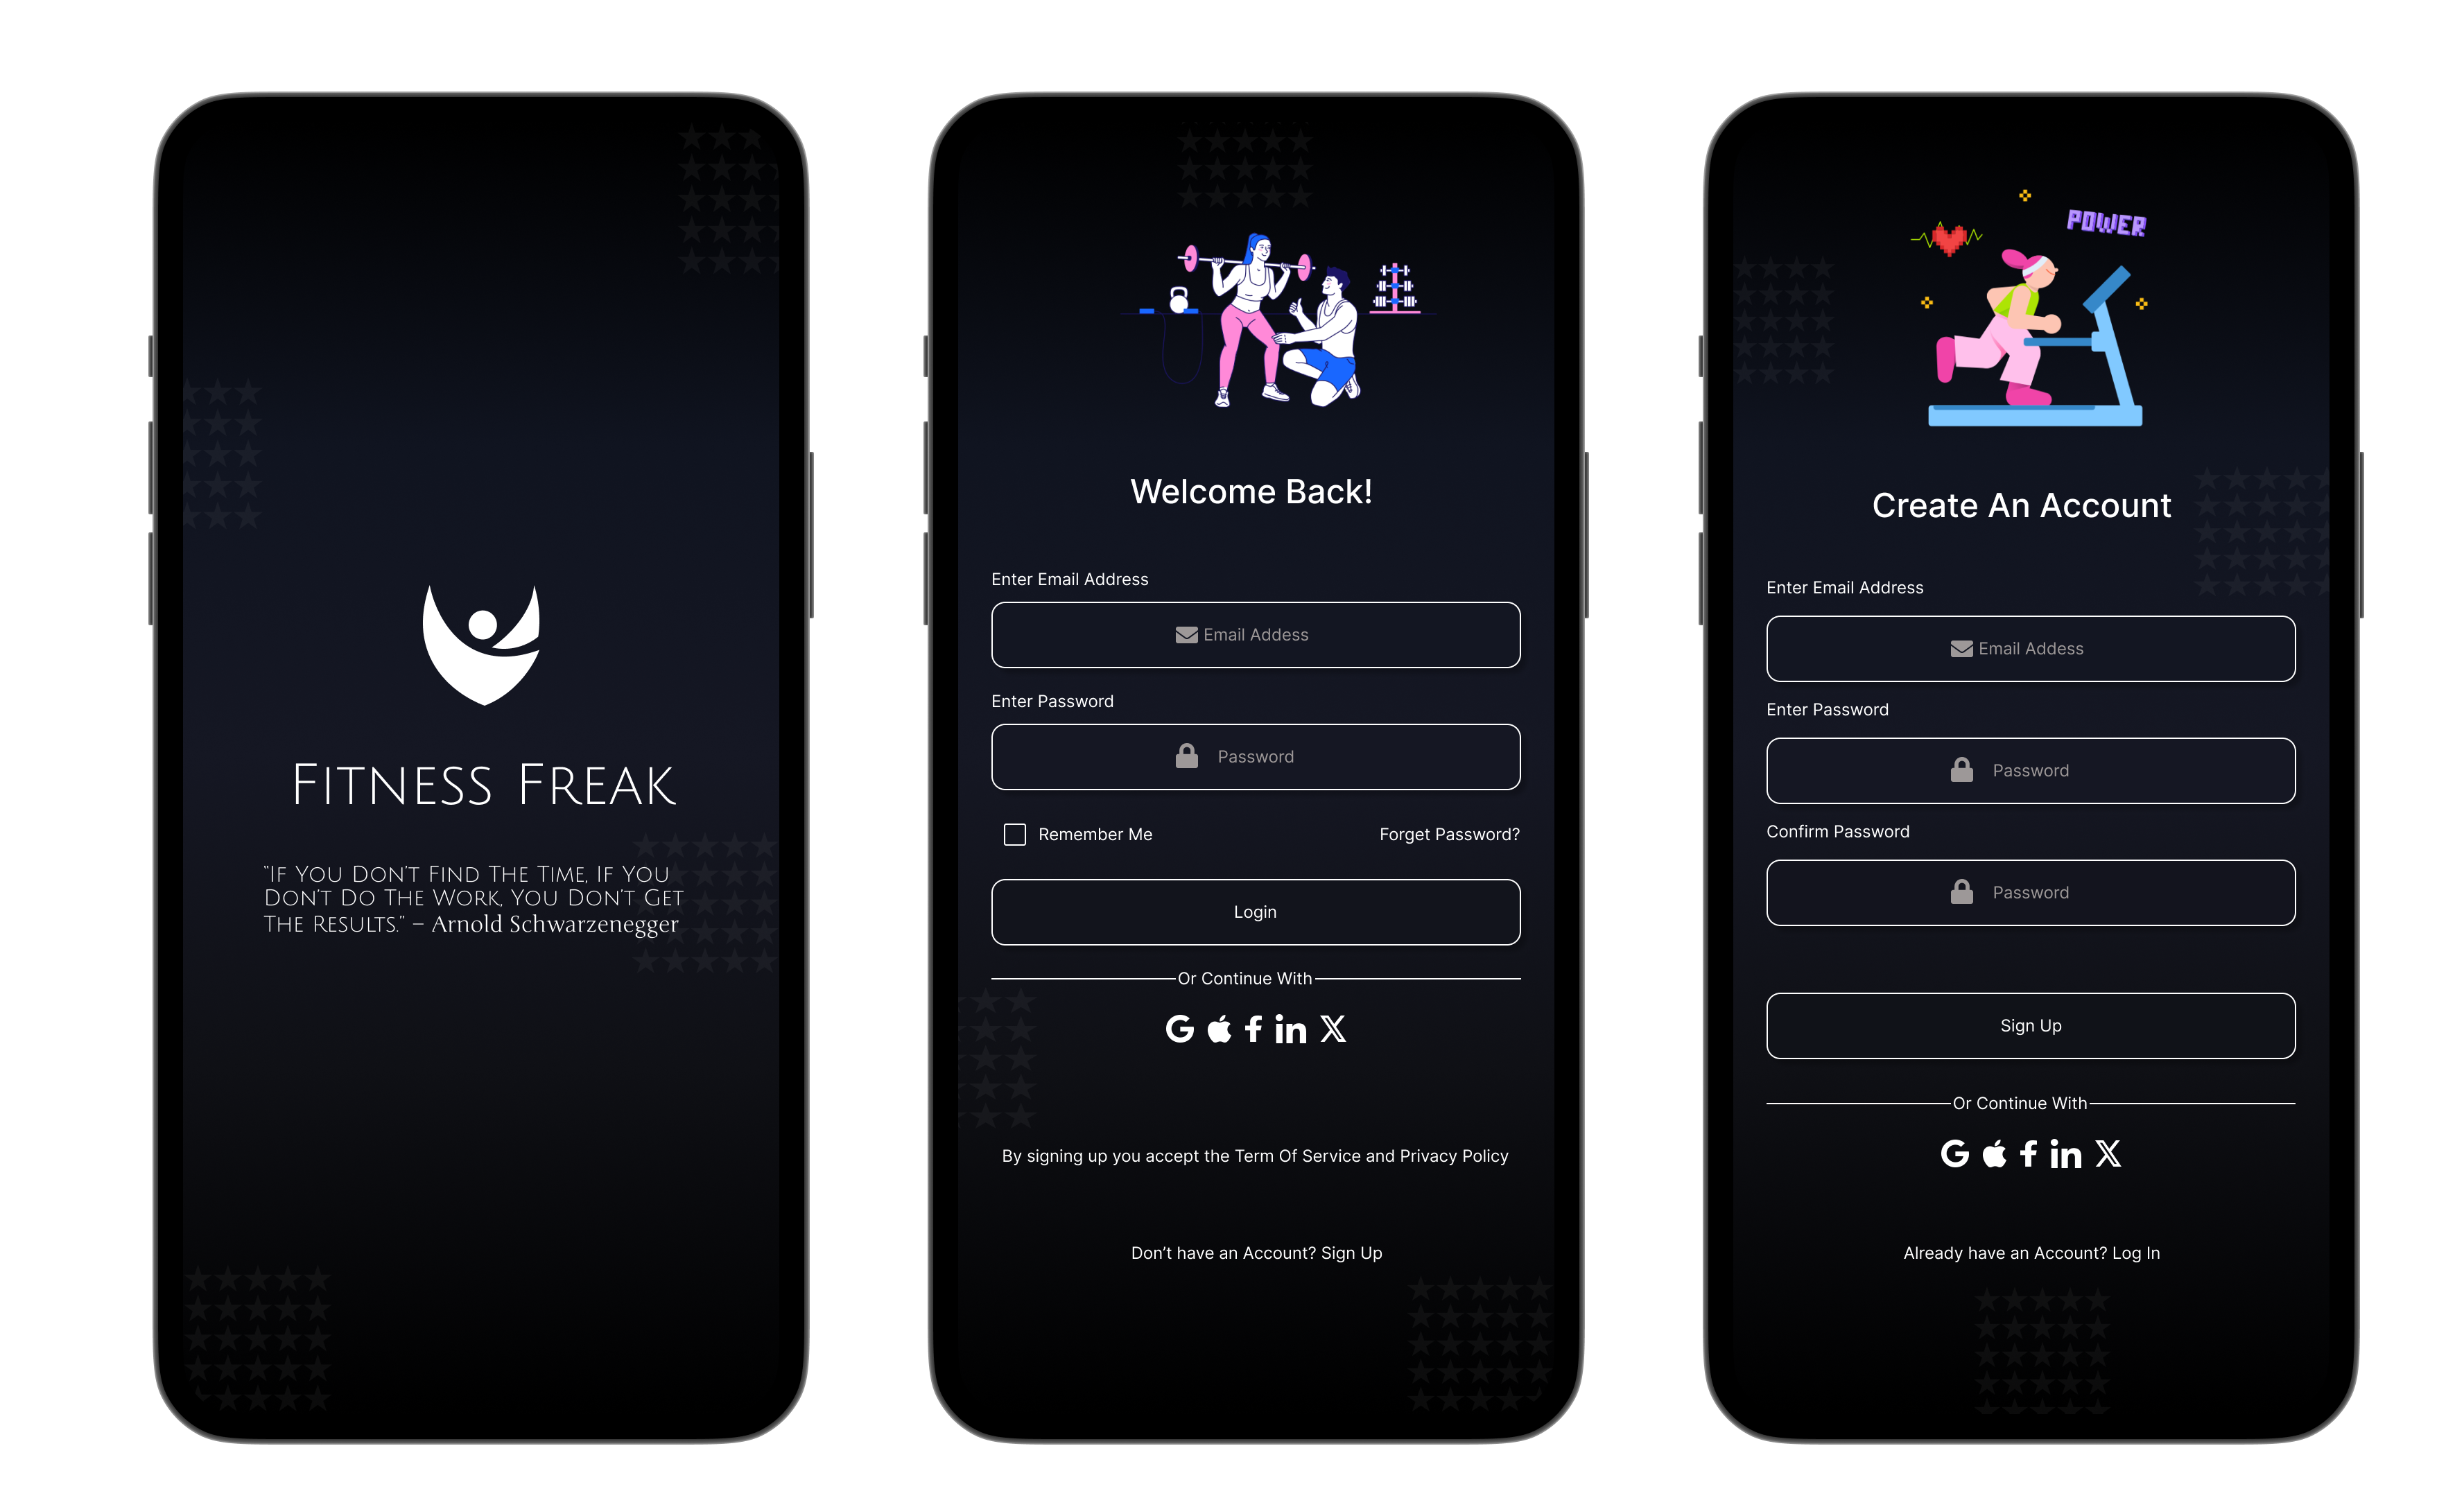 Fitness Freak
“If You Don’t Find The Time, If You
Don’t Do The Work, You Don’t Get
The Results.” – Arnold Schwarzenegger
Welcome Back!
Enter Email Address
Email Addess
Enter Password
Password
Remember Me
Forget Password?
Login
Or Continue With
G f in X
By signing up you accept the Term Of Service and Privacy Policy
Don’t have an Account? Sign Up
POWER
Create An Account
Enter Email Address
Email Addess
Enter Password
Password
Confirm Password
Password
Sign Up
Or Continue With
G f in X
Already have an Account? Log In